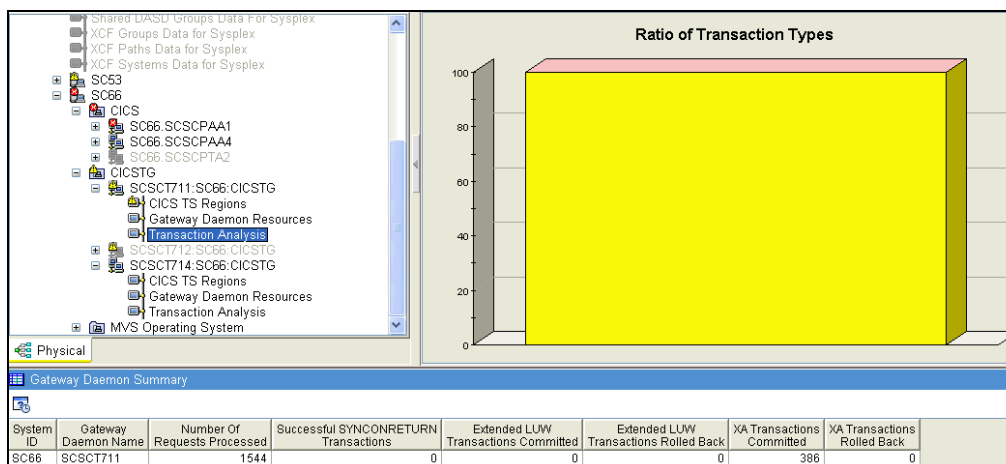 Shared DASD Groups Data For Sysplex
XCF Groups Data for Sysplex
XCF Paths Data for Sysplex
XCF Systems Data for Sysplex
SC53
SC66
CICS
SC66.SCSCPAA1
SC66.SCSCPAA4
SC66.SCSCPTA2
CICSTG
SCSCT711:SC66:CICSTG
CICS TS Regions
Gateway Daemon Resources
Transaction Analysis
SCSCT712:SC66:CICSTG
SCSCT714:SC66:CICSTG
CICS TS Regions
Gateway Daemon Resources
Transaction Analysis
MVS Operating System
Physical
Ratio of Transaction Types
100
80
60
40
20
0
Gateway Daemon Summary
System ID Gateway Daemon Name Number Of Requests Processed Successful SYNCONRETURN Transactions Extended LUW Transactions Committed Extended LUW Transactions Rolled Back XA Transactions Committed XA Transactions Rolled Back
SC66 SCSCT711 1544 0 0 0 386 0